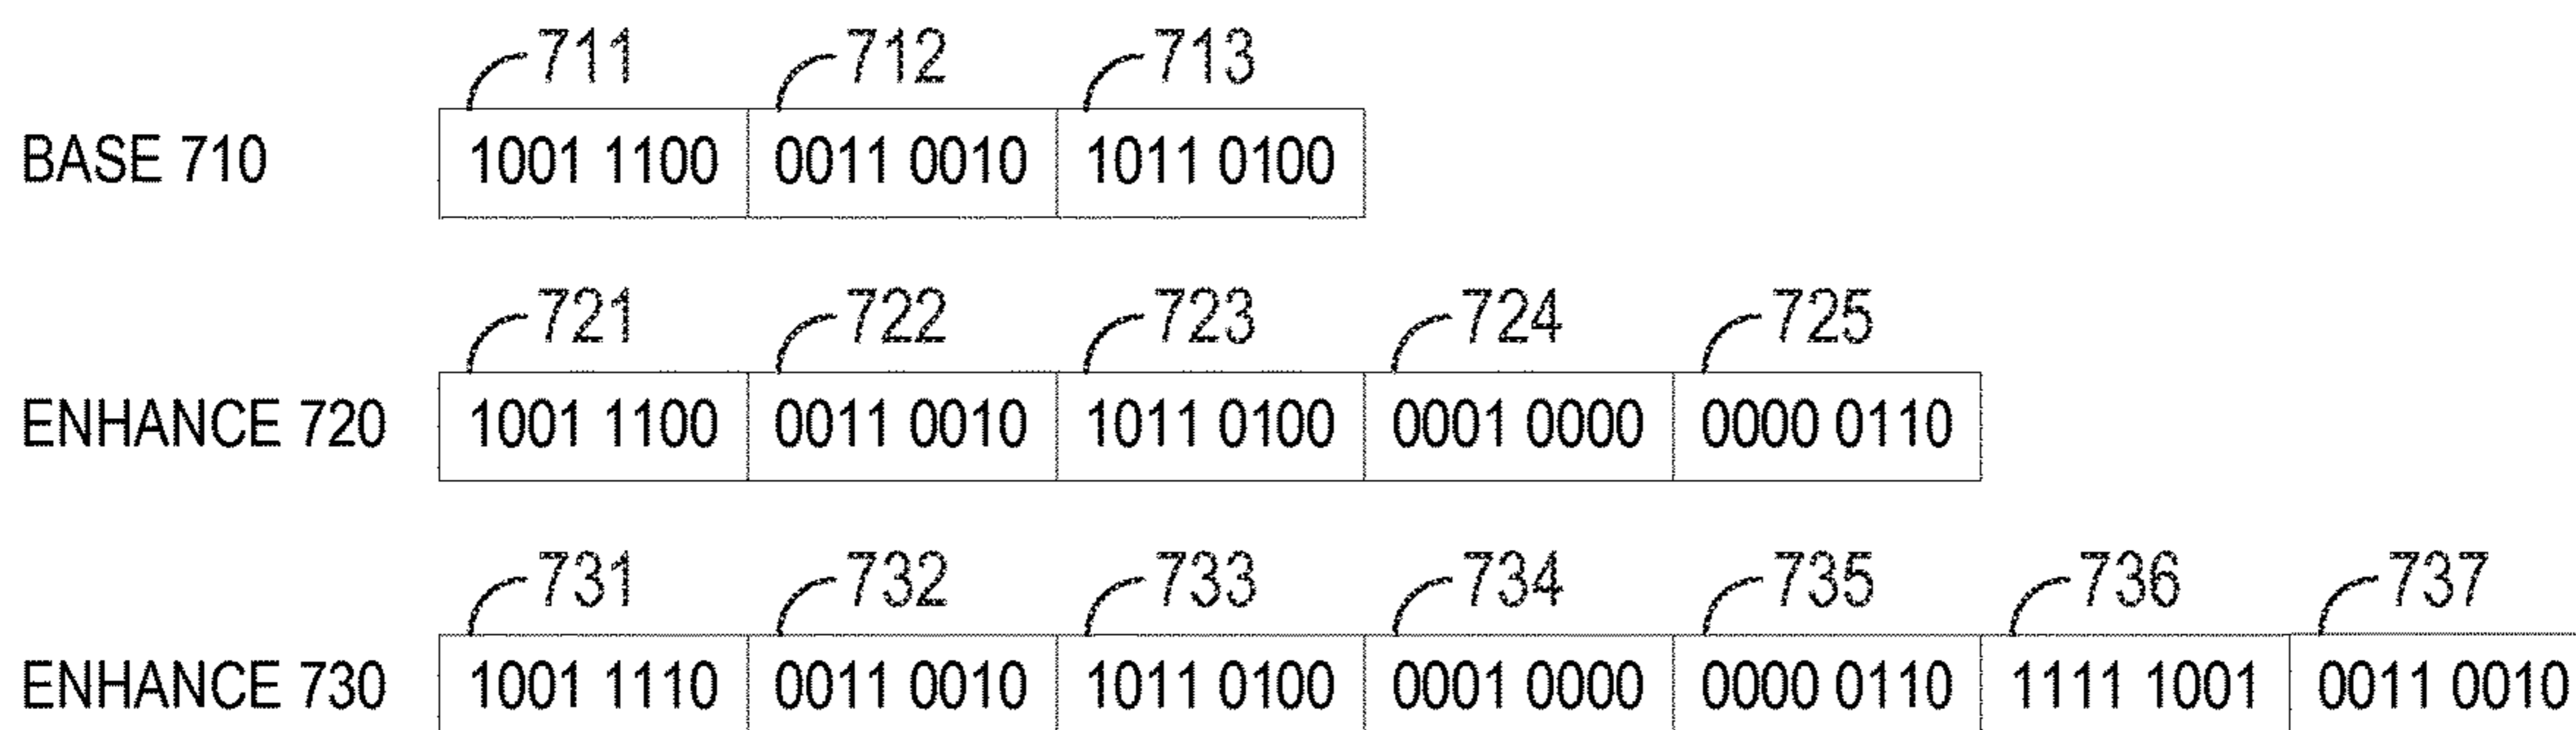 711 712 713
BASE 710 1001 1100 0011 0010 1011 0100
721 722 723 724 725
ENHANCE 720 1001 1100 0011 0010 1011 0100 0001 0000 0000 0110
731 732 733 734 735 736 737
ENHANCE 730 1001 1110 0011 0010 1011 0100 0001 0000 0000 0110 1111 1001 0011 0010